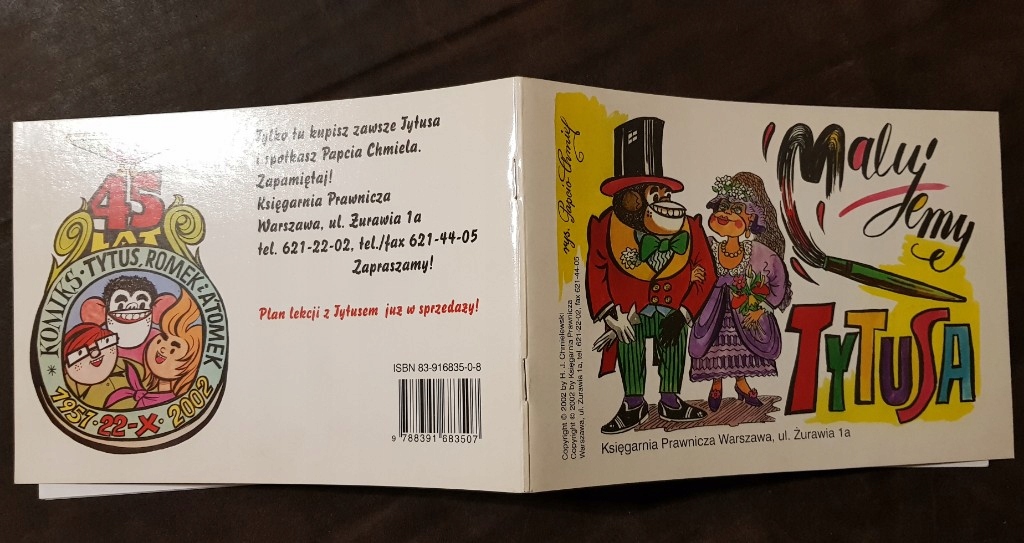 45
LAT
KOMIKS · TYTUS, ROMEK i A'TOMEK *
1957 · 22-X · 2002
Tylko tu kupisz zawsze Tytusa
i spotkasz Papcia Chmiela.
Zapamiętaj!
Księgarnia Prawnicza
Warszawa, ul. Żurawia 1a
tel. 621-22-02, tel./fax 621-44-05
Zapraszamy!
Plan lekcji z Tytusem już w sprzedaży!
ISBN 83-916835-0-8
9 788391 683507
rys. Papcio Chmiel
Copyright © 2002 by H. J. Chmielewski
Copyright © 2002 by Księgarnia Prawnicza
Warszawa, ul. Żurawia 1a, tel. 621-22-02, fax 621-44-05
Maluj
emy
TYTUSA
Księgarnia Prawnicza Warszawa, ul. Żurawia 1a